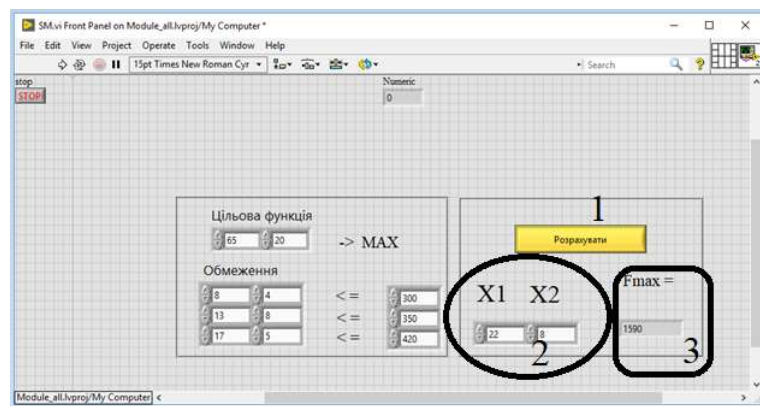 SM.vi Front Panel on Module_all.lvproj/My Computer *
File Edit View Project Operate Tools Window Help
15pt Times New Roman Cyr
Search
stop
STOP
Numeric
0
Цільова функція
65 20 -> MAX
Обмеження
8 4 <= 300
13 8 <= 350
17 5 <= 420
1
Розрахувати
X1 X2
22 8
2
Fmax =
1590
3
Module_all.lvproj/My Computer